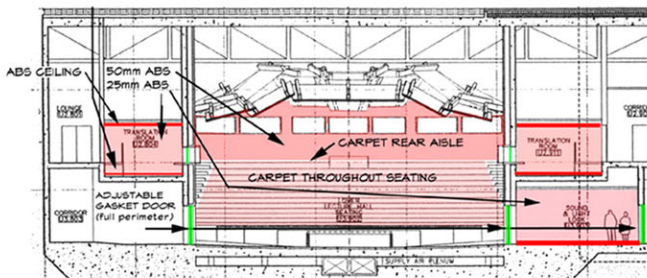 ABS CEILING
50mm ABS
25mm ABS
LOUNGE
TRANSLATION
ROOM
CARPET REAR AISLE
TRANSLATION
ROOM
CARPET THROUGHOUT SEATING
ADJUSTABLE
GASKET DOOR
(full perimeter)
CORRIDOR
LECTURE HALL
SEATING
SOUND
SUPPLY AIR PLENUM